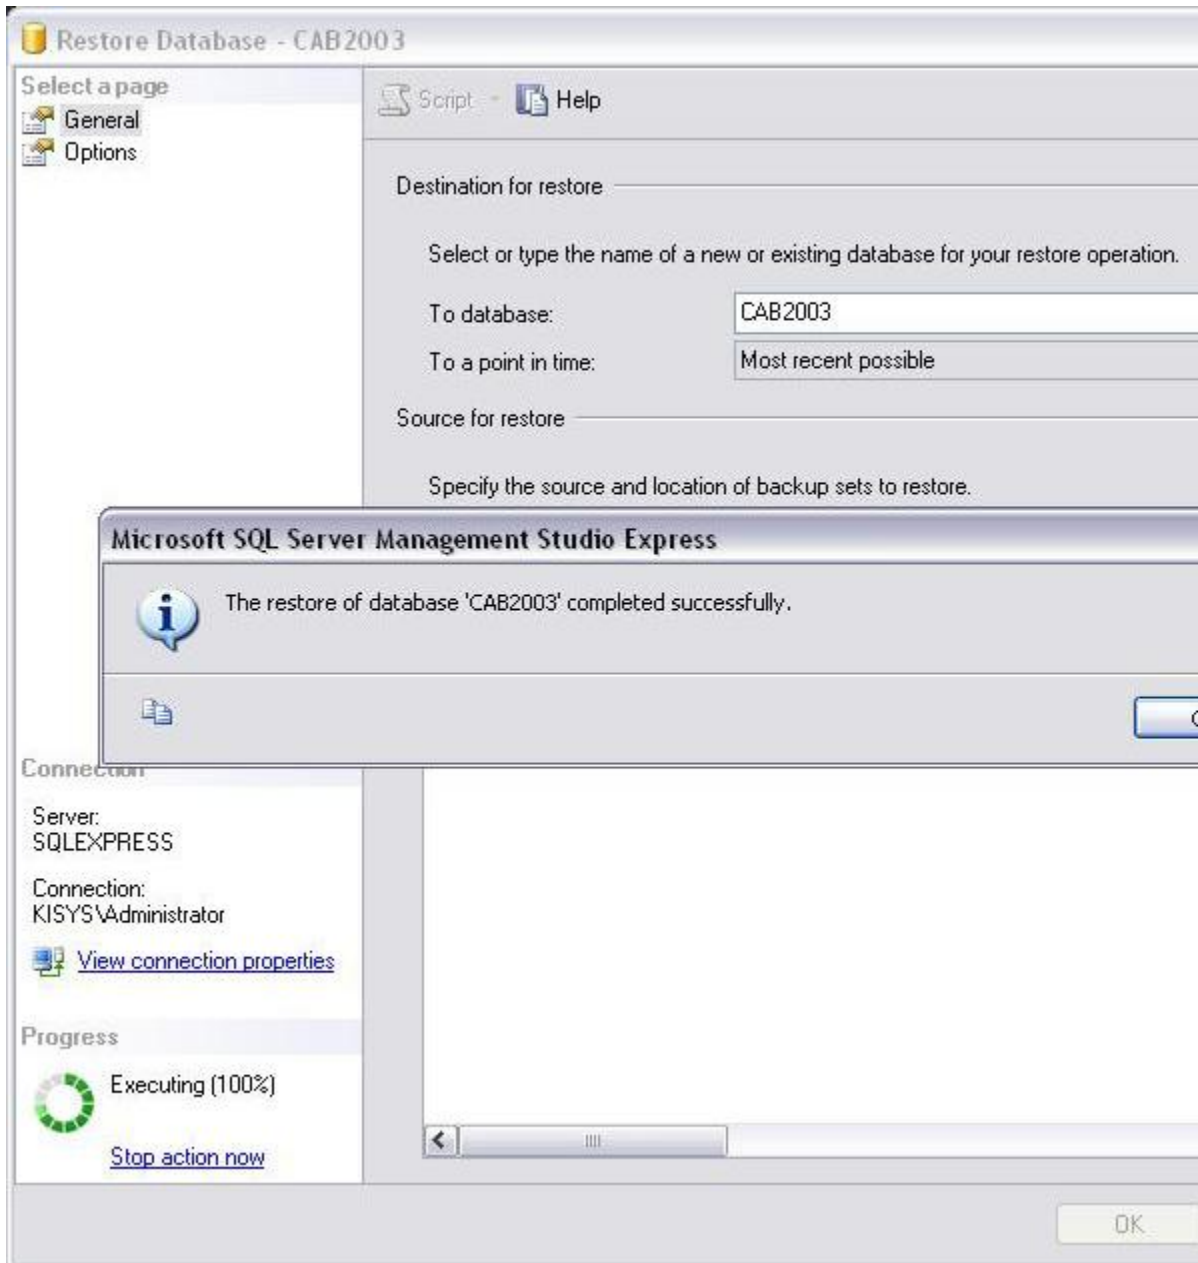 Restore Database - CAB2003
Select a page
General
Options
Script
Help
Destination for restore
Select or type the name of a new or existing database for your restore operation.
To database:
CAB2003
To a point in time:
Most recent possible
Source for restore
Specify the source and location of backup sets to restore.
Microsoft SQL Server Management Studio Express
The restore of database 'CAB2003' completed successfully.
Connection
Server:
SQLEXPRESS
Connection:
KISYS\Administrator
View connection properties
Progress
Executing (100%)
Stop action now
OK